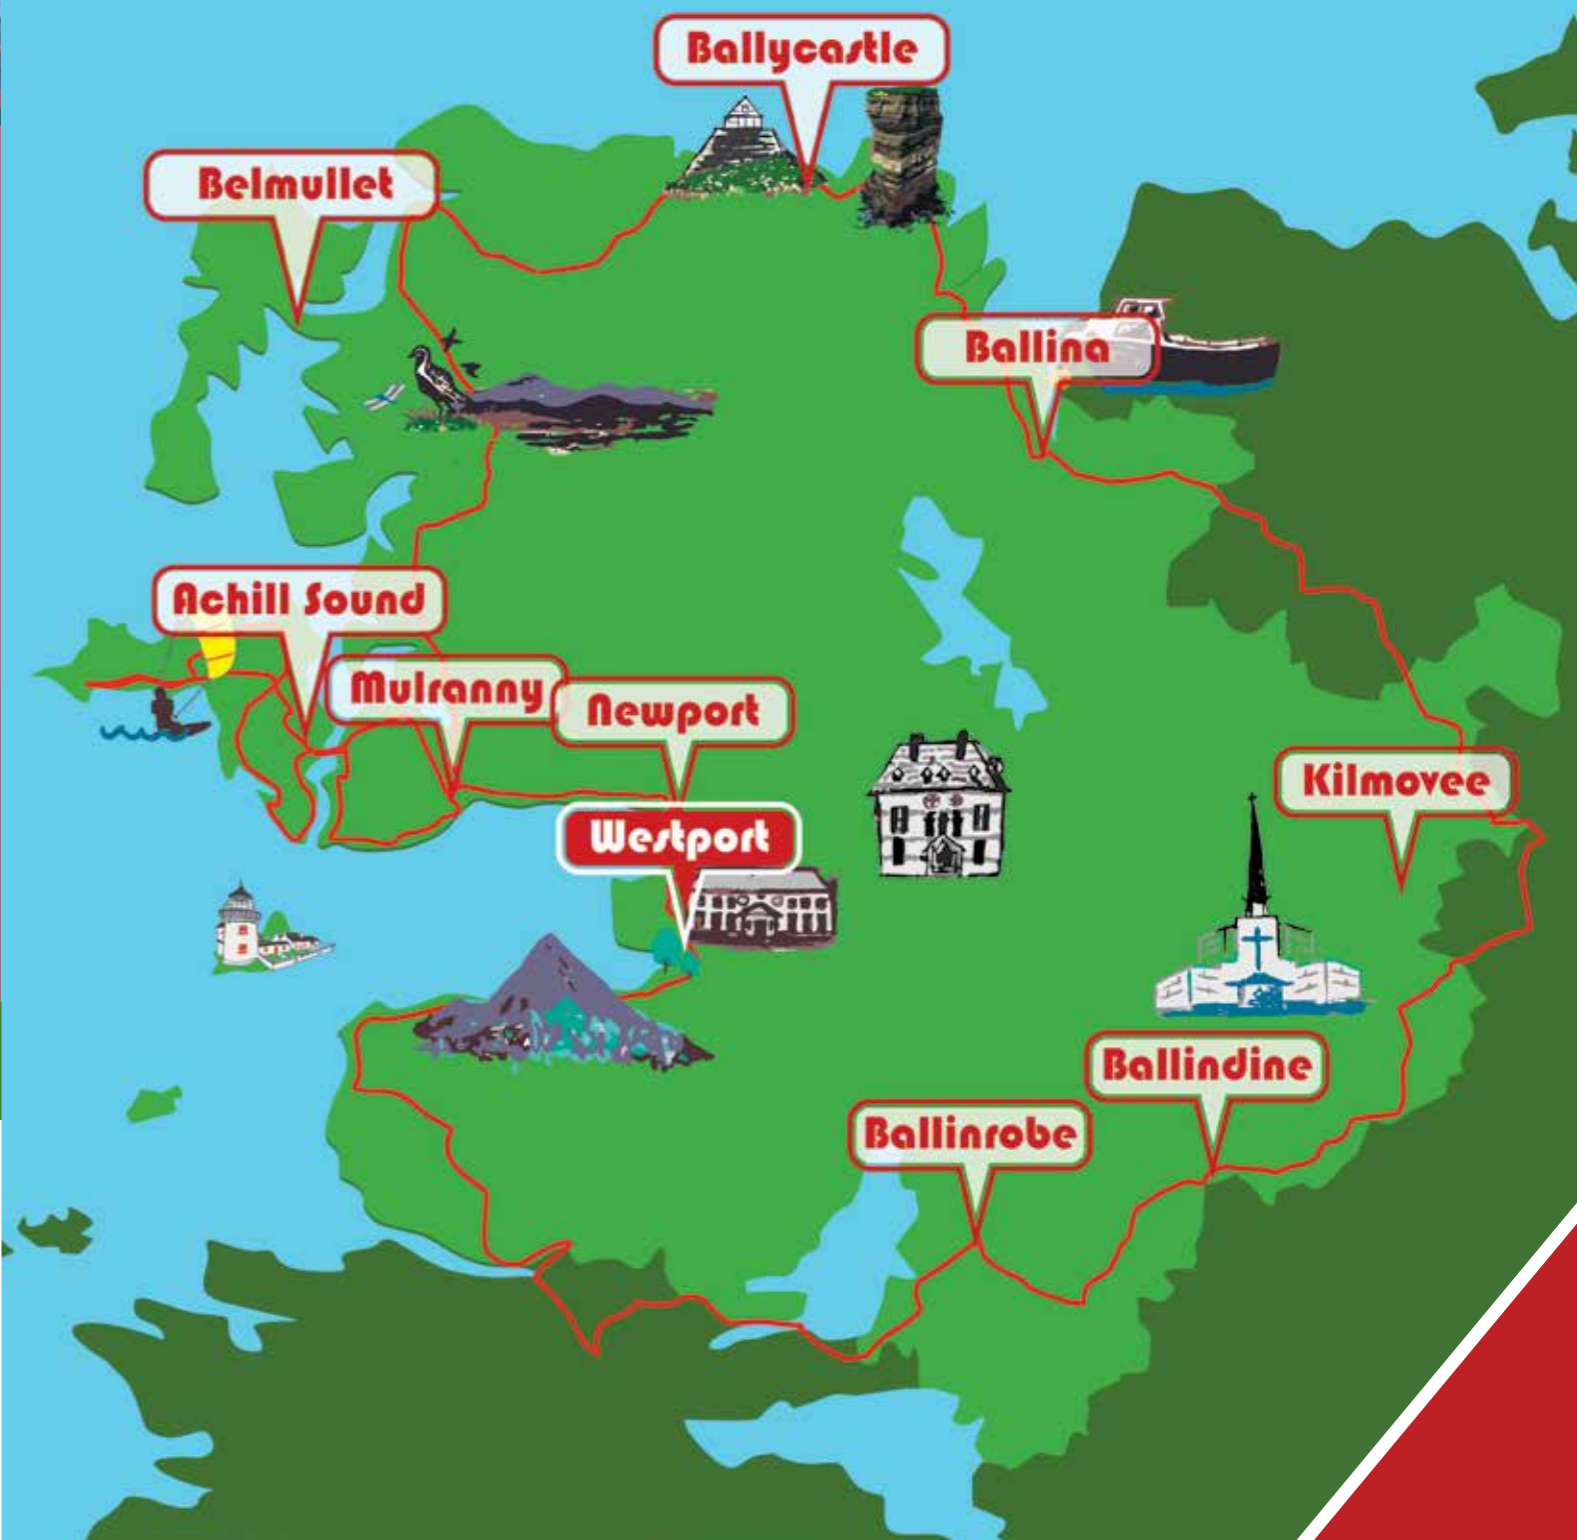 Ballycastle
Belmullet
Ballina
Achill Sound
Mulranny
Newport
Kilmovee
Westport
Ballindine
Ballinrobe